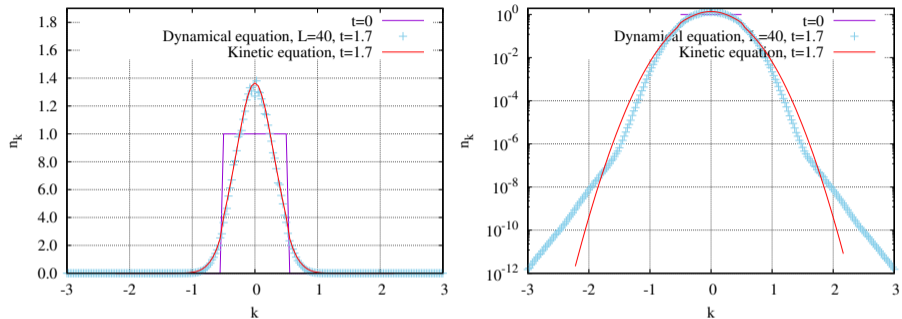 t=0
Dynamical equation, L=40, t=1.7
Kinetic equation, t=1.7
1.8
1.6
1.4
1.2
1.0
8.0
6.0
4.0
2.0
0.0
n_k
-3 -2 -1 0 1 2 3
k
t=0
Dynamical equation, L=40, t=1.7
Kinetic equation, t=1.7
10^0
10^-2
10^-4
10^-6
10^-8
10^-10
10^-12
n_k
-3 -2 -1 0 1 2 3
k